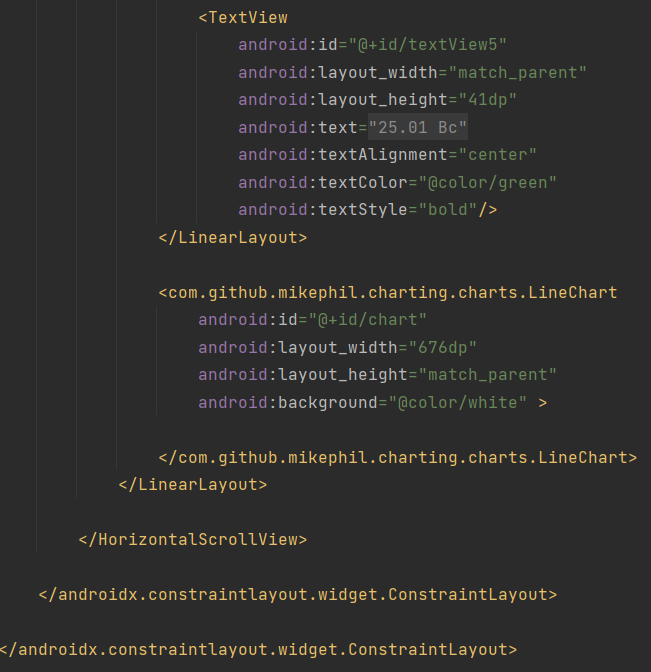 <TextView
android:id="@+id/textView5"
android:layout_width="match_parent"
android:layout_height="41dp"
android:text="25.01 Bc"
android:textAlignment="center"
android:textColor="@color/green"
android:textStyle="bold"/>
</LinearLayout>
<com.github.mikephil.charting.charts.LineChart
android:id="@+id/chart"
android:layout_width="676dp"
android:layout_height="match_parent"
android:background="@color/white" >
</com.github.mikephil.charting.charts.LineChart>
</LinearLayout>
</HorizontalScrollView>
</androidx.constraintlayout.widget.ConstraintLayout>
</androidx.constraintlayout.widget.ConstraintLayout>